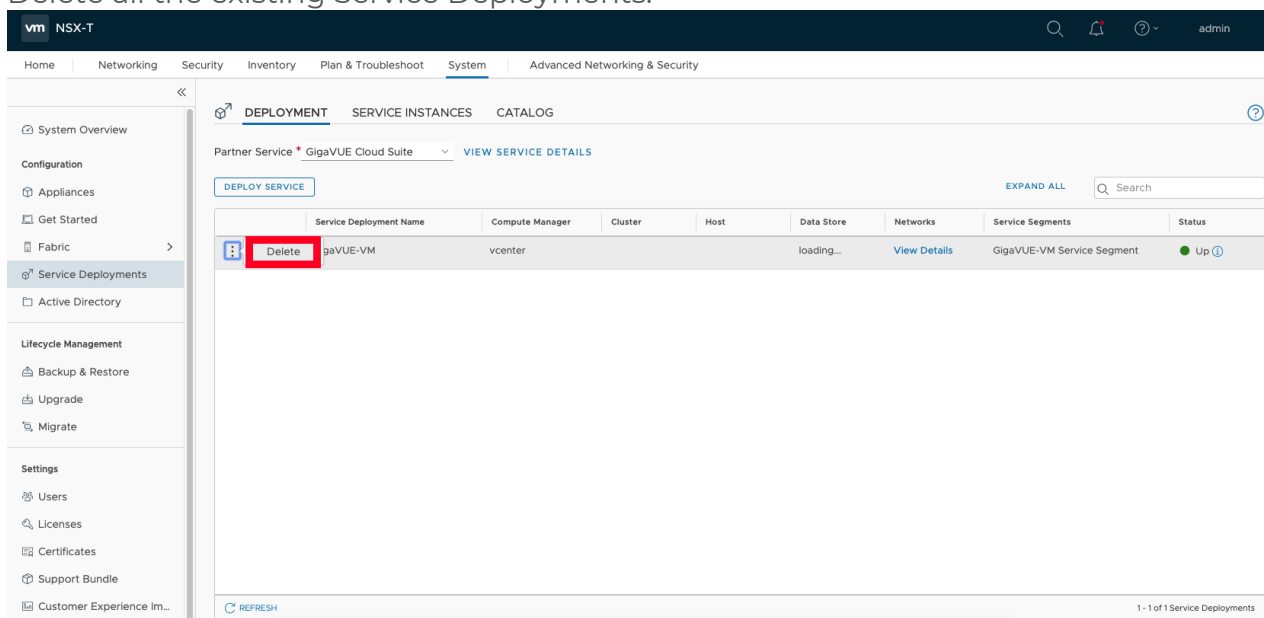 Delete all the existing Service Deployments.
vm NSX-T
admin
Home Networking Security Inventory Plan & Troubleshoot System Advanced Networking & Security
DEPLOYMENT SERVICE INSTANCES CATALOG
System Overview
Partner Service * GigaVUE Cloud Suite VIEW SERVICE DETAILS
Configuration
DEPLOY SERVICE EXPAND ALL Search
Appliances
Get Started
Service Deployment Name Compute Manager Cluster Host Data Store Networks Service Segments Status
Fabric
Delete gaVUE-VM vcenter loading... View Details GigaVUE-VM Service Segment Up
Service Deployments
Active Directory
Lifecycle Management
Backup & Restore
Upgrade
Migrate
Settings
Users
Licenses
Certificates
Support Bundle
Customer Experience Im...
REFRESH 1 - 1 of 1 Service Deployments